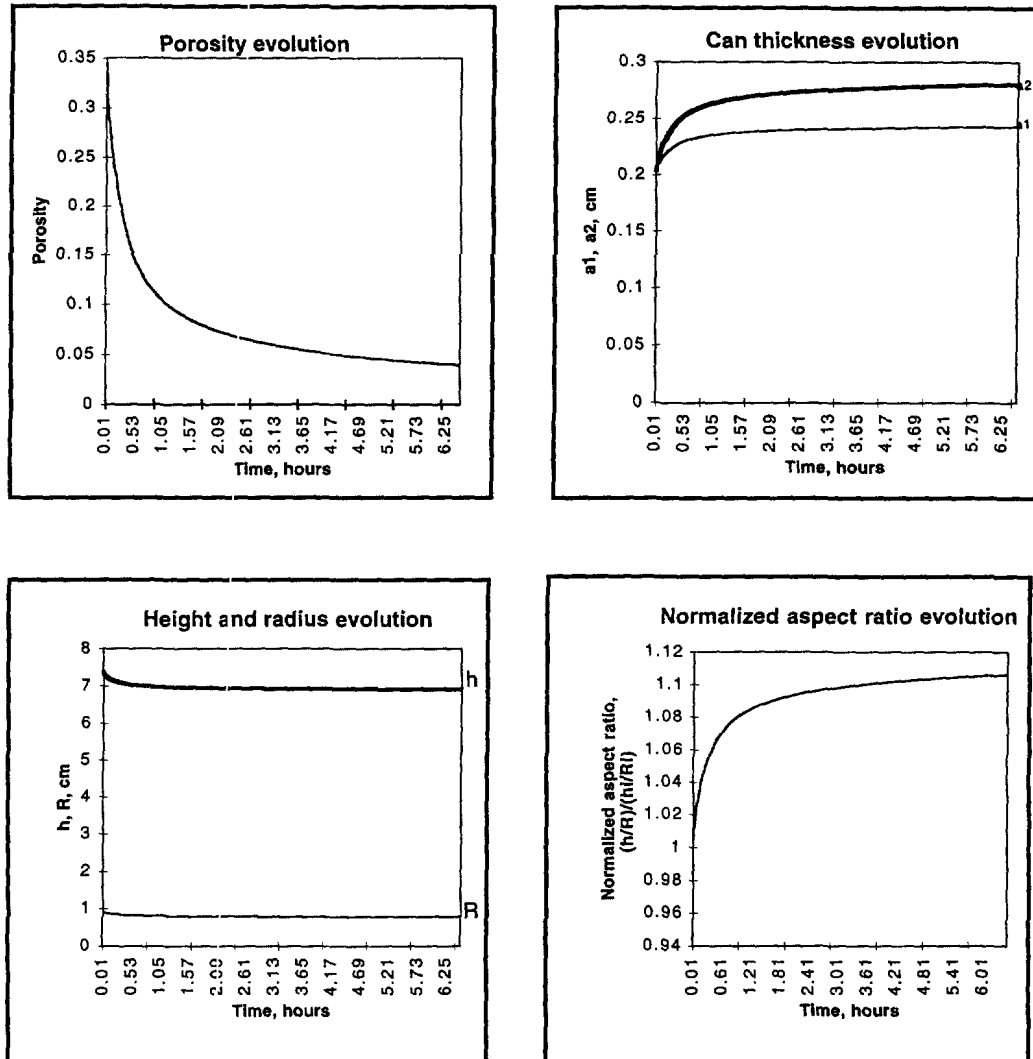 Porosity evolution
0.35
0.3
0.25
0.2
0.15
0.1
0.05
0
Porosity
0.01 0.53 1.05 1.57 2.09 2.61 3.13 3.65 4.17 4.69 5.21 5.73 6.25
Time, hours
Can thickness evolution
0.3
0.25
0.2
0.15
0.1
0.05
0
a1, a2, cm
a2
a1
0.01 0.53 1.05 1.57 2.09 2.61 3.13 3.65 4.17 4.69 5.21 5.73 6.25
Time, hours
Height and radius evolution
8
7
6
5
4
3
2
1
0
h, R, cm
h
R
0.01 0.53 1.05 1.57 2.09 2.61 3.13 3.65 4.17 4.69 5.21 5.73 6.25
Time, hours
Normalized aspect ratio evolution
1.12
1.1
1.08
1.06
1.04
1.02
1
0.98
0.96
0.94
Normalized aspect ratio,
(h/R)/(hi/Ri)
0.01 0.61 1.21 1.81 2.41 3.01 3.61 4.21 4.81 5.41 6.01
Time, hours